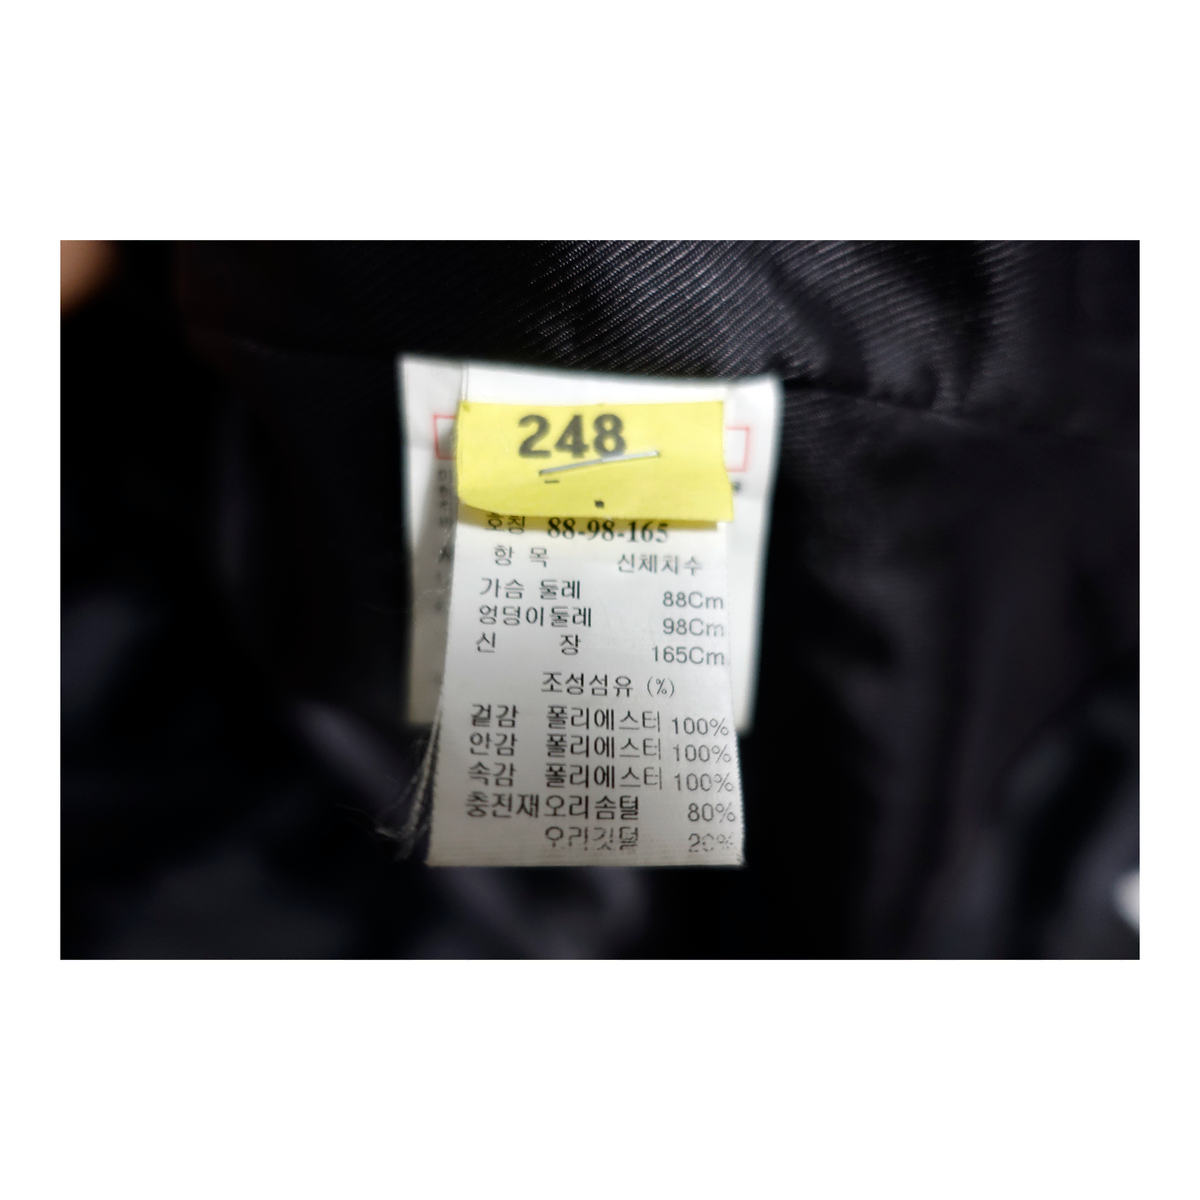 248
호칭 88-98-165
항 목 신체치수
가슴 둘레 88Cm
엉덩이둘레 98Cm
신 장 165Cm
조성섬유 (%)
겉감 폴리에스터 100%
안감 폴리에스터 100%
속감 폴리에스터 100%
충전재오리솜털 80%
오리깃털 20%